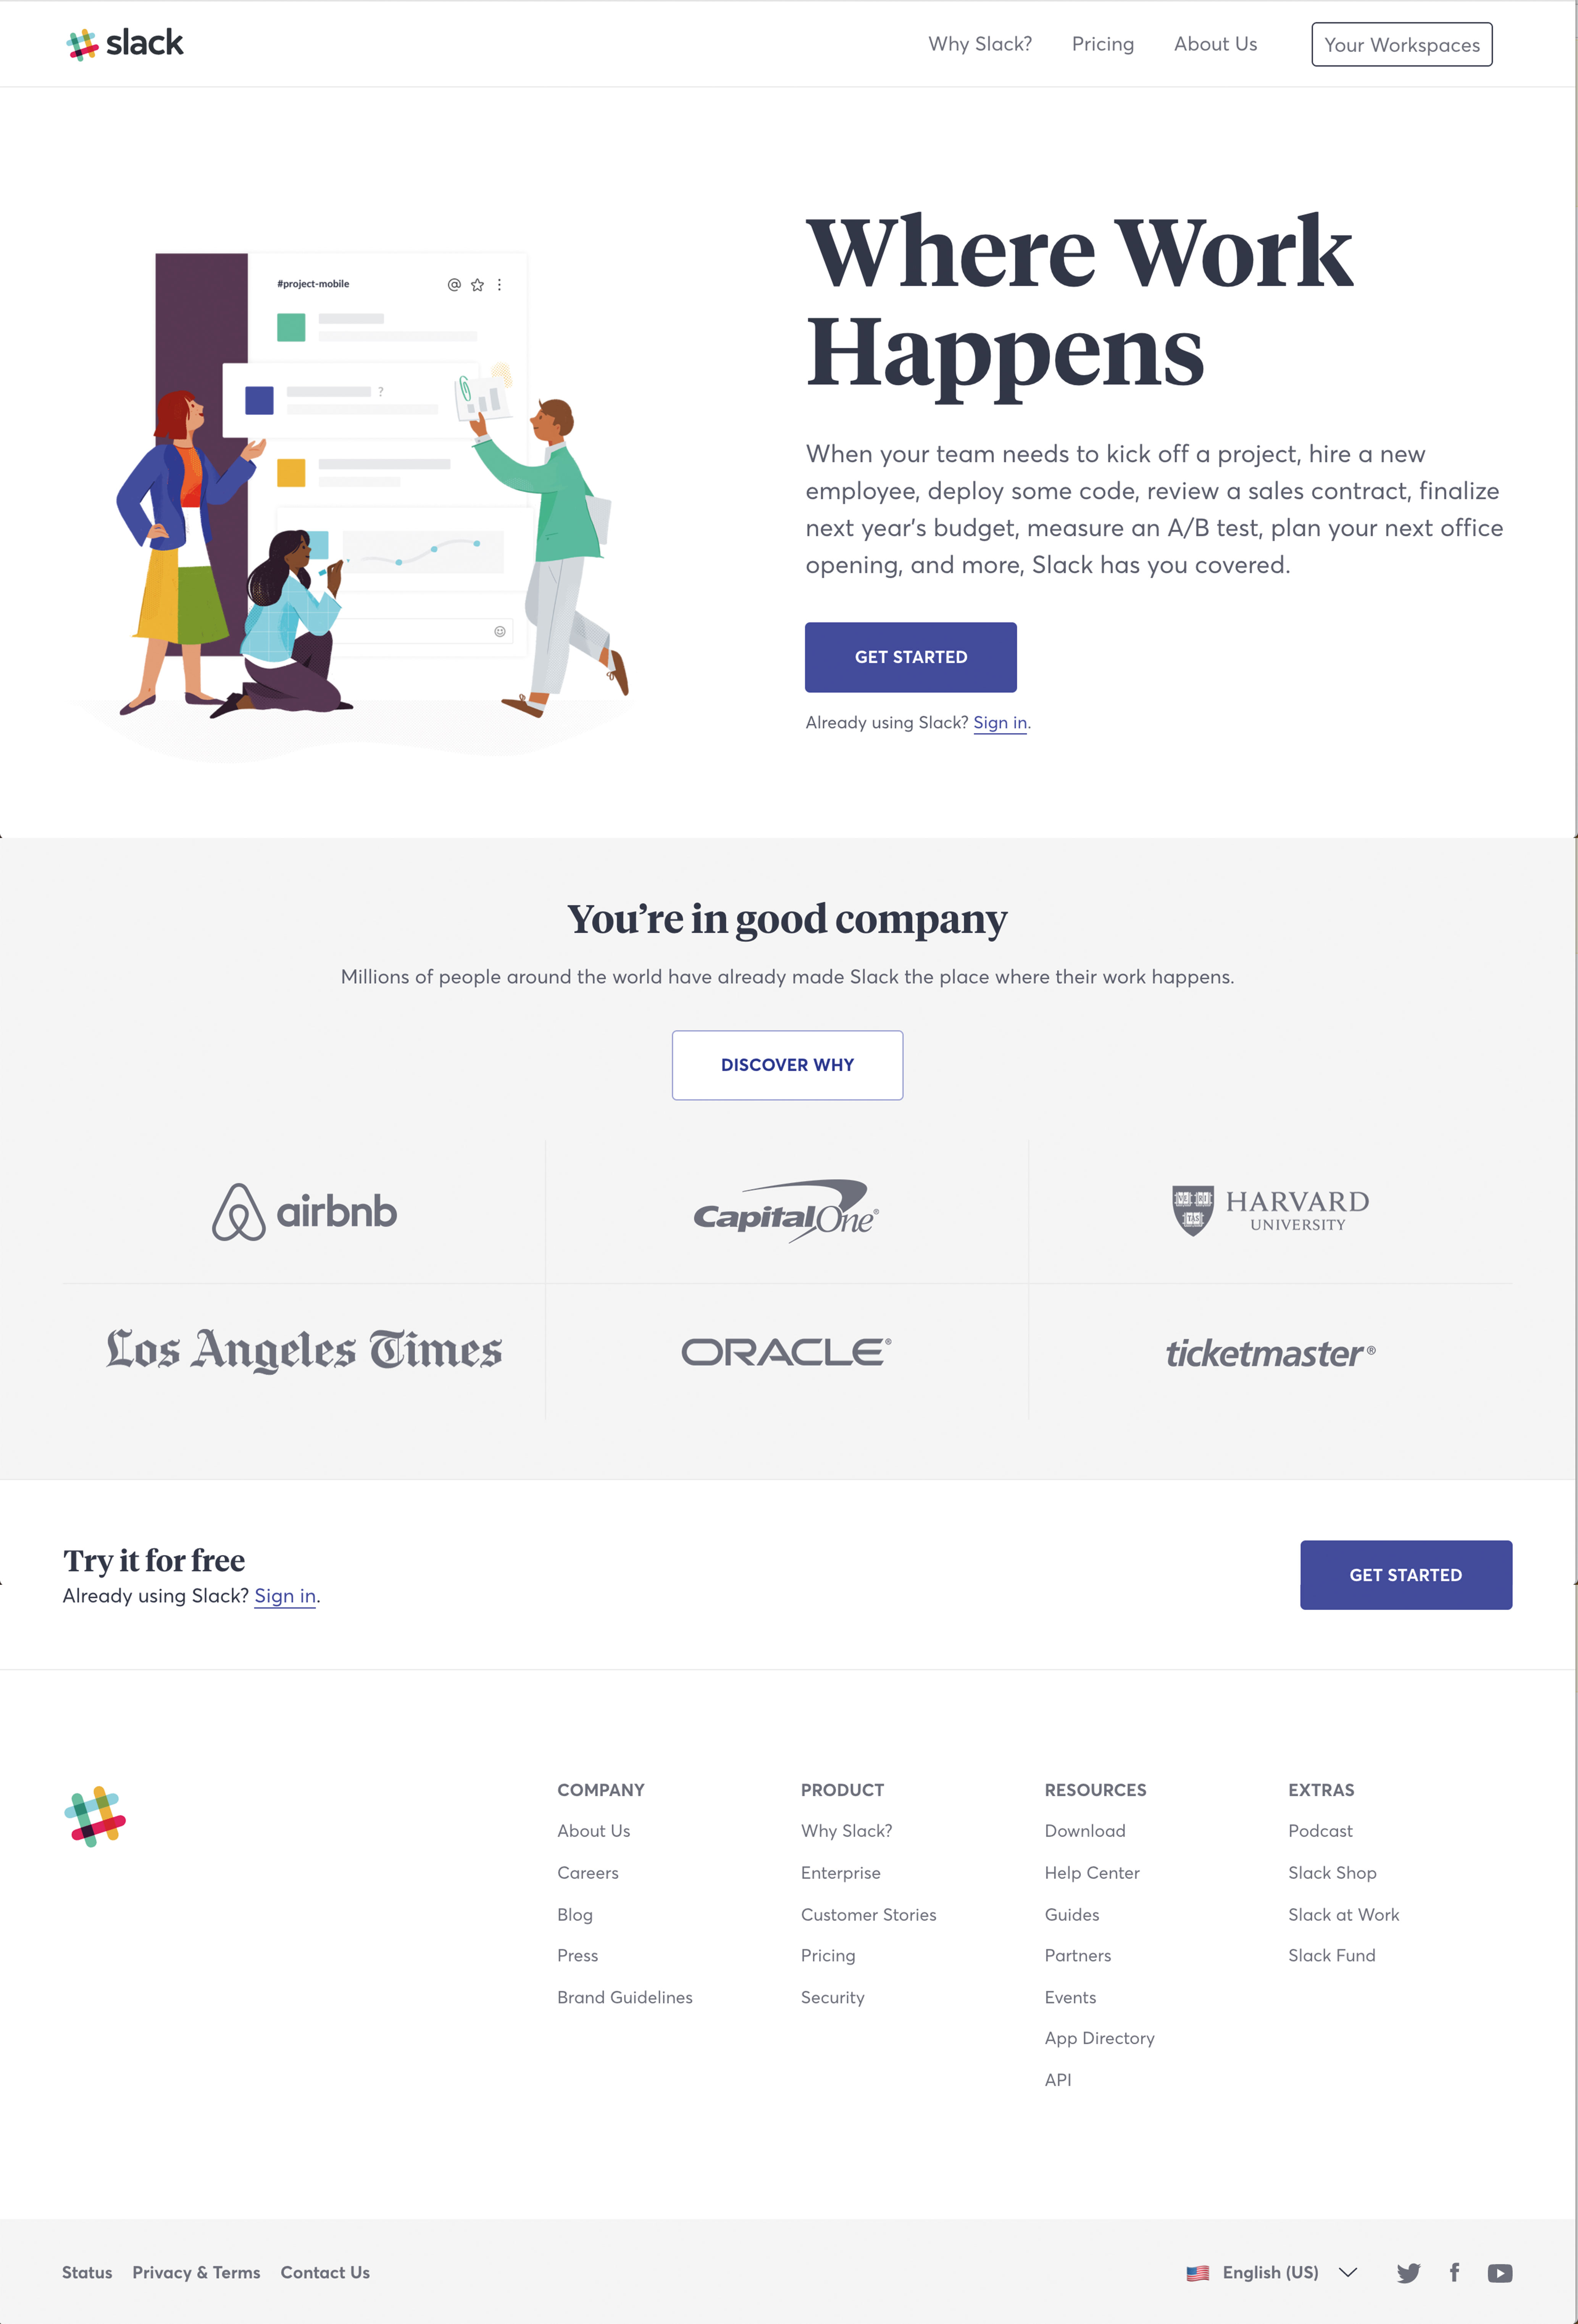 slack
Why Slack? Pricing About Us Your Workspaces
#project-mobile
?
Where Work
Happens
When your team needs to kick off a project, hire a new
employee, deploy some code, review a sales contract, finalize
next year's budget, measure an A/B test, plan your next office
opening, and more, Slack has you covered.
GET STARTED
Already using Slack? Sign in.
You're in good company
Millions of people around the world have already made Slack the place where their work happens.
DISCOVER WHY
airbnb
Capital One®
HARVARD
UNIVERSITY
Los Angeles Times
ORACLE®
ticketmaster®
Try it for free
Already using Slack? Sign in.
GET STARTED
COMPANY
About Us
Careers
Blog
Press
Brand Guidelines
PRODUCT
Why Slack?
Enterprise
Customer Stories
Pricing
Security
RESOURCES
Download
Help Center
Guides
Partners
Events
App Directory
API
EXTRAS
Podcast
Slack Shop
Slack at Work
Slack Fund
Status Privacy & Terms Contact Us
English (US)